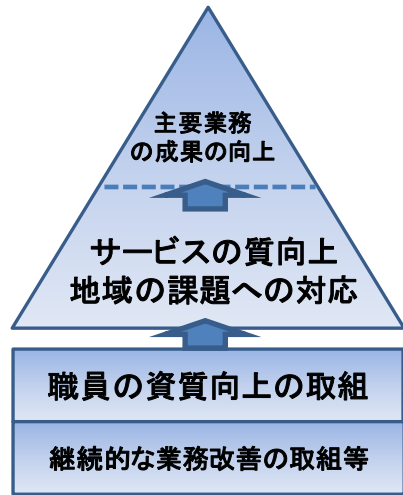 主要業務
の成果の向上
サービスの質向上
地域の課題への対応
職員の資質向上の取組
継続的な業務改善の取組等